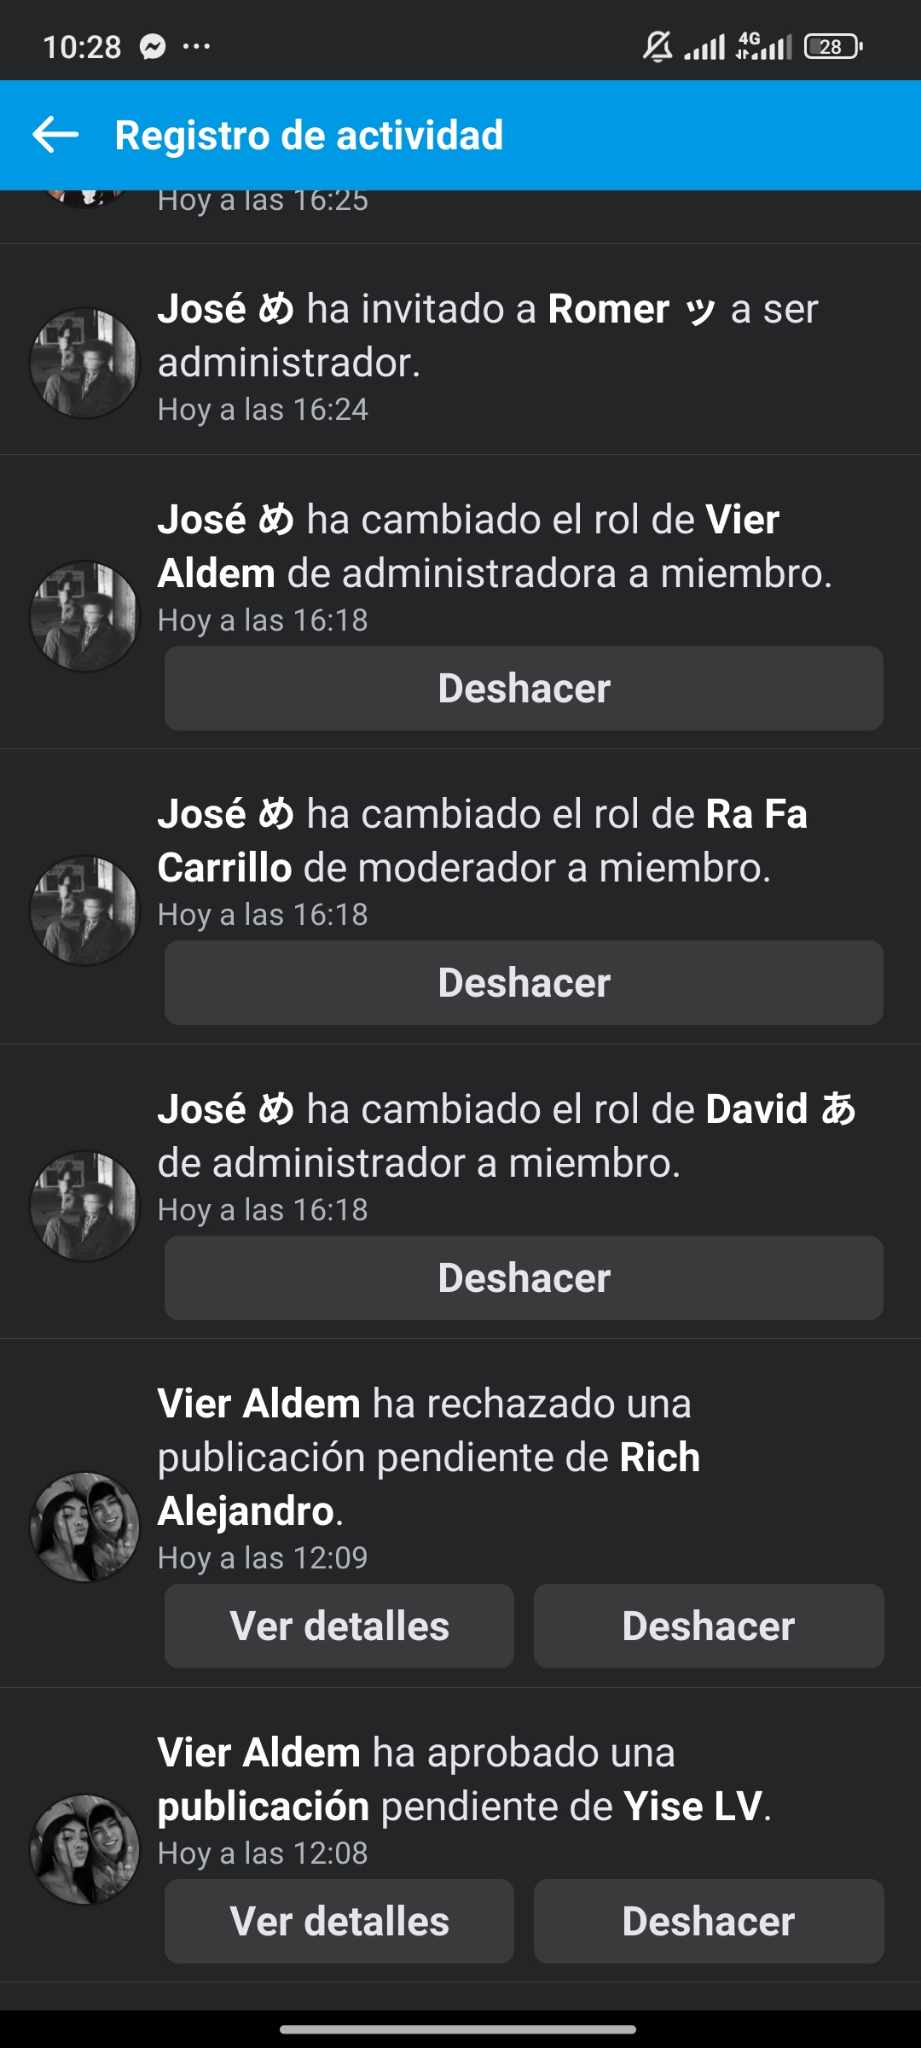 10:28
4G
28
Registro de actividad
Hoy a las 16:25
José め ha invitado a Romer ッ a ser
administrador.
Hoy a las 16:24
José め ha cambiado el rol de Vier
Aldem de administradora a miembro.
Hoy a las 16:18
Deshacer
José め ha cambiado el rol de Ra Fa
Carrillo de moderador a miembro.
Hoy a las 16:18
Deshacer
José め ha cambiado el rol de David あ
de administrador a miembro.
Hoy a las 16:18
Deshacer
Vier Aldem ha rechazado una
publicación pendiente de Rich
Alejandro.
Hoy a las 12:09
Ver detalles Deshacer
Vier Aldem ha aprobado una
publicación pendiente de Yise LV.
Hoy a las 12:08
Ver detalles Deshacer